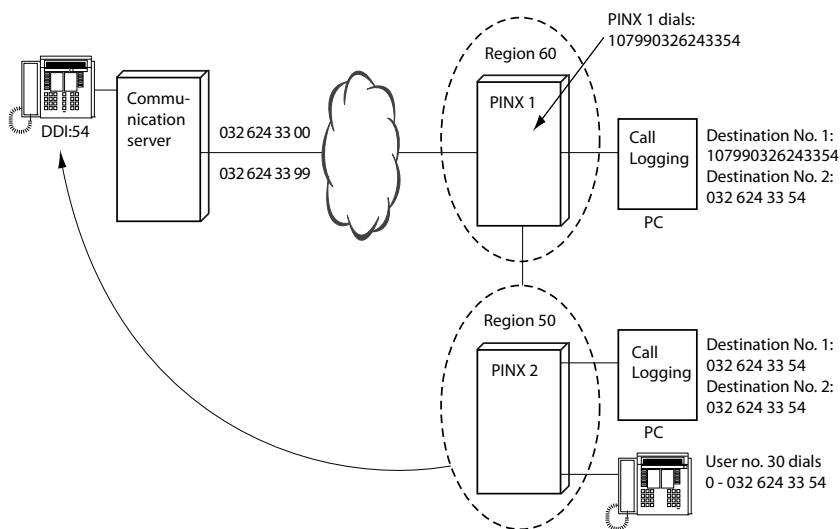 PINX 1 dials:
107990326243354
Region 60
PINX 1
Commu-
nication
server
DDI:54
032 624 33 00
032 624 33 99
Call
Logging
PC
Destination No. 1:
107990326243354
Destination No. 2:
032 624 33 54
Region 50
PINX 2
Call
Logging
PC
Destination No. 1:
032 624 33 54
Destination No. 2:
032 624 33 54
User no. 30 dials
0 - 032 624 33 54